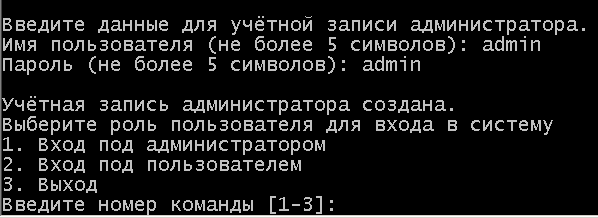 Введите данные для учётной записи администратора.
Имя пользователя (не более 5 символов): admin
Пароль (не более 5 символов): admin
Учётная запись администратора создана.
Выберите роль пользователя для входа в систему
1. Вход под администратором
2. Вход под пользователем
3. Выход
Введите номер команды [1-3]: